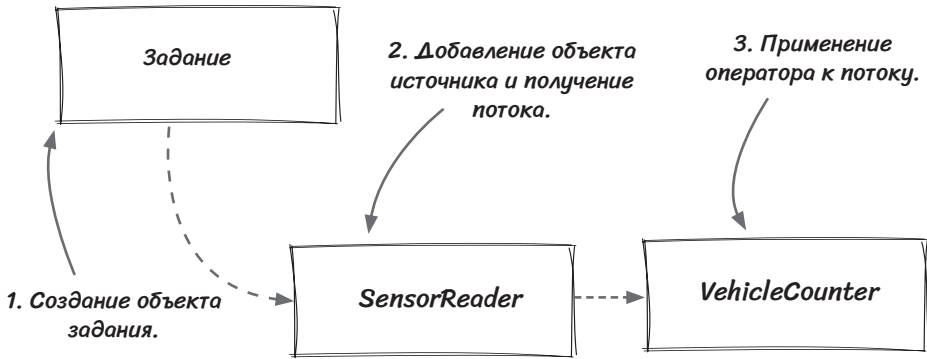 Задание
2. Добавление объекта
источника и получение
потока.
3. Применение
оператора к потоку.
1. Создание объекта
задания.
SensorReader
VehicleCounter